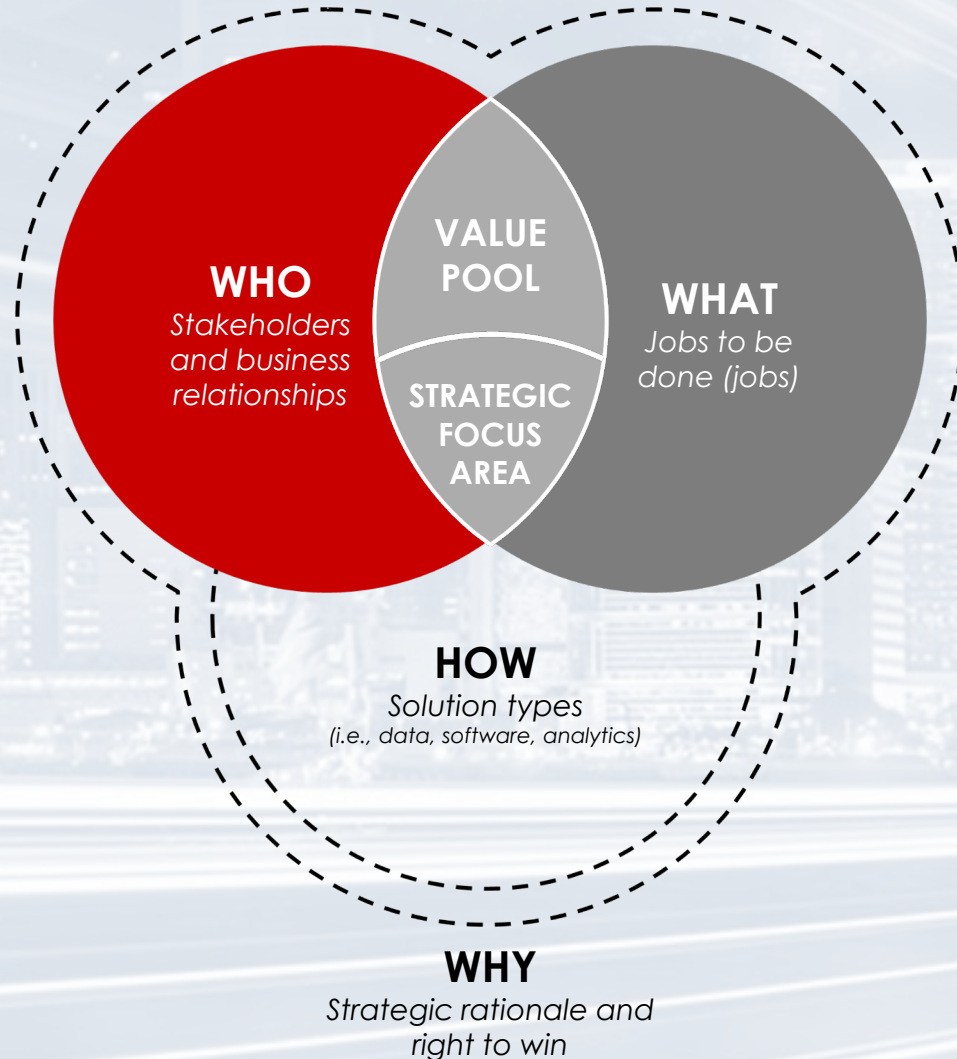 WHO
Stakeholders
and business
relationships
VALUE
POOL
STRATEGIC
FOCUS
AREA
WHAT
Jobs to be
done (jobs)
HOW
Solution types
(i.e., data, software, analytics)
WHY
Strategic rationale and
right to win